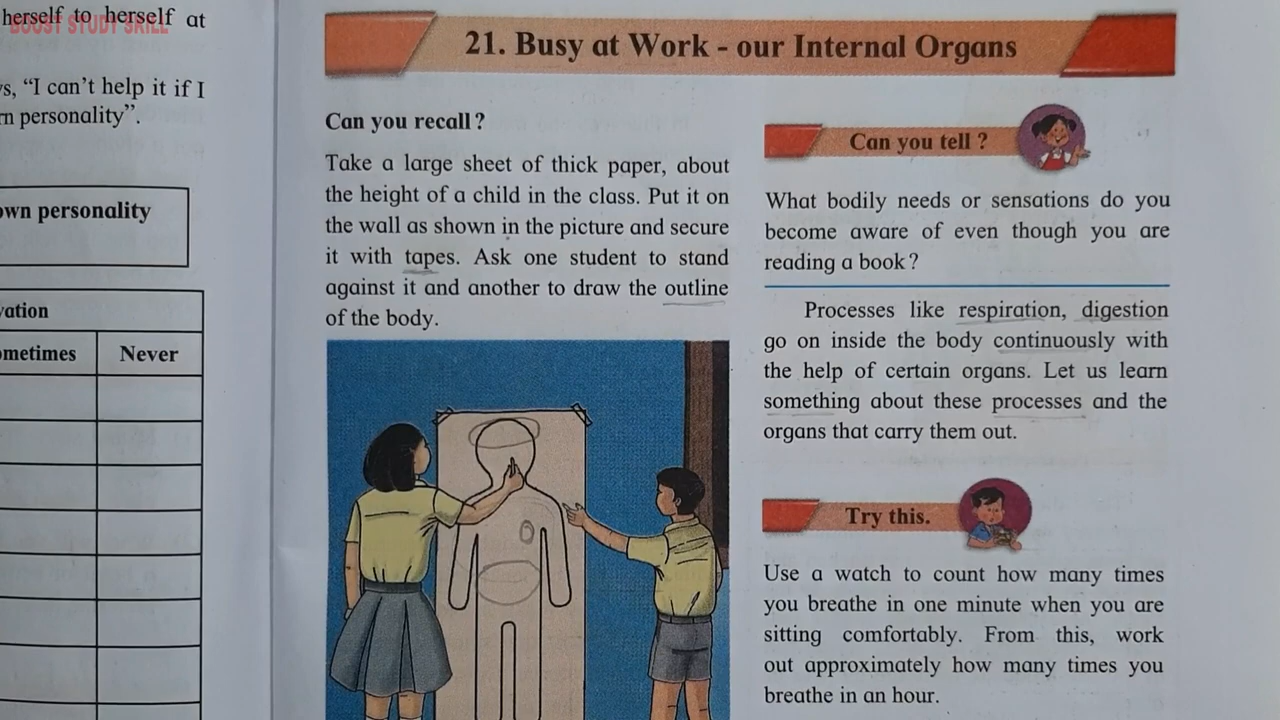 herself to herself at
BOOST STUDY SKILL
"I can't help it if I
personality".
own personality
Never
21. Busy at Work - our Internal Organs
Can you recall ?
Take a large sheet of thick paper, about
the height of a child in the class. Put it on
the wall as shown in the picture and secure
it with tapes. Ask one student to stand
against it and another to draw the outline
of the body.
Can you tell ?
What bodily needs or sensations do you
become aware of even though you are
reading a book ?
Processes like respiration, digestion
go on inside the body continuously with
the help of certain organs. Let us learn
something about these processes and the
organs that carry them out.
Try this.
Use a watch to count how many times
you breathe in one minute when you are
sitting comfortably. From this, work
out approximately how many times you
breathe in an hour.